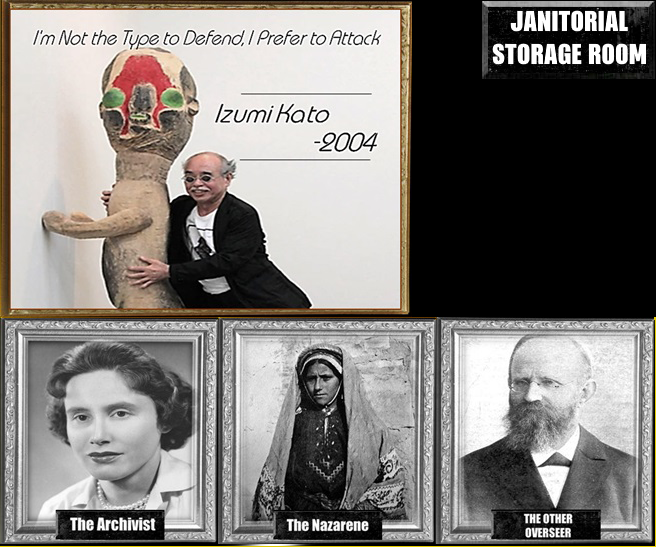 I'm Not the Type to Defend, I Prefer to Attack
Izumi Kato
-2004
JANITORIAL
STORAGE ROOM
The Archivist
The Nazarene
THE OTHER
OVERSEER